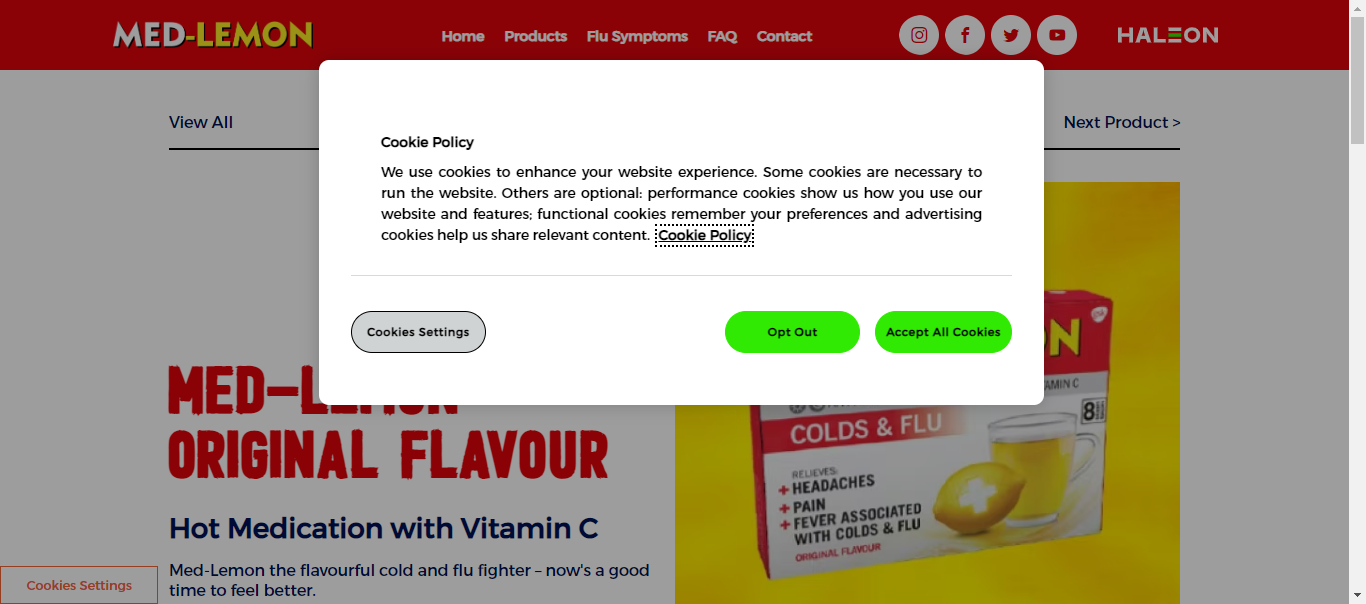 MED-LEMON
Home Products Flu Symptoms FAQ Contact
HALEON
View All
Next Product >
Cookie Policy
We use cookies to enhance your website experience. Some cookies are necessary to
run the website. Others are optional: performance cookies show us how you use our
website and features; functional cookies remember your preferences and advertising
cookies help us share relevant content. Cookie Policy
Cookies Settings
Opt Out
Accept All Cookies
MED-LEMON
ORIGINAL FLAVOUR
Hot Medication with Vitamin C
Med-Lemon the flavourful cold and flu fighter – now's a good
time to feel better.
Cookies Settings
gsk
ON
VITAMIN C
8
COLDS & FLU
RELIEVES:
+ HEADACHES
+ PAIN
+ FEVER ASSOCIATED
WITH COLDS & FLU
ORIGINAL FLAVOUR